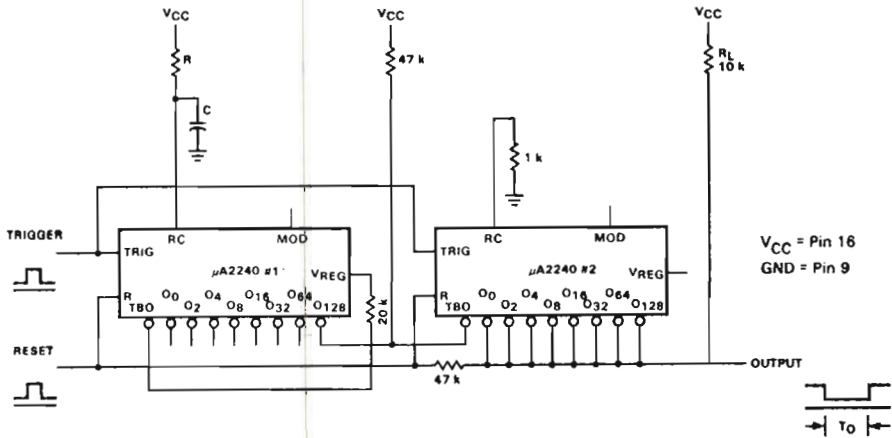 VCC VCC VCC
R
47 k
RL
10 k
C
1 k
TRIGGER
TRIG RC MOD
µA2240 #1
VREG
R
TBO O0 O2 O4 O8 O16 O32 O64 O128
20 k
TRIG RC MOD
µA2240 #2
VREG
R
TBO O0 O2 O4 O8 O16 O32 O64 O128
VCC = Pin 16
GND = Pin 9
RESET
47 k
OUTPUT
TO